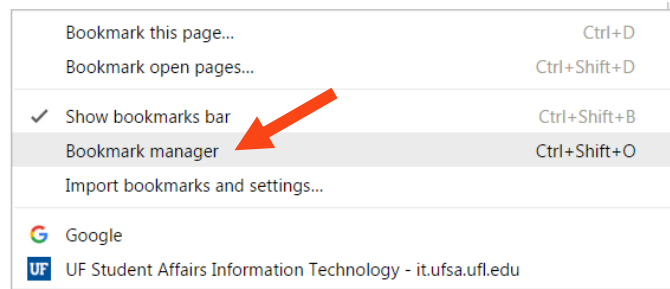 Bookmark this page... Ctrl+D
Bookmark open pages... Ctrl+Shift+D
Show bookmarks bar Ctrl+Shift+B
Bookmark manager Ctrl+Shift+O
Import bookmarks and settings...
G Google
UF UF Student Affairs Information Technology - it.ufsa.ufl.edu